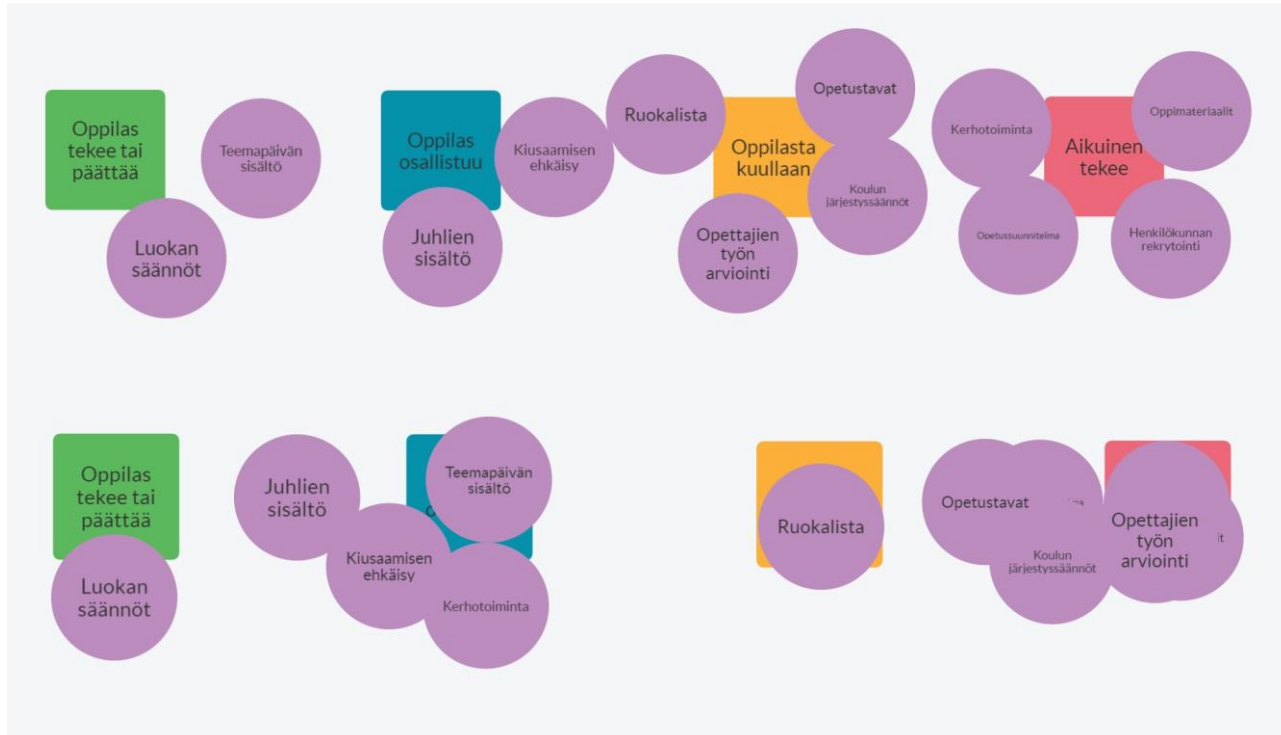 Oppilas
tekee tai
päättää
Teemapäivän
sisältö
Luokan
säännöt
Oppilas
osallistuu
Kiusaamisen
ehkäisy
Juhlien
sisältö
Ruokalista
Opetustavat
Oppilasta
kuullaan
Koulun
järjestyssäännöt
Opettajien
työn
arviointi
Kerhotoiminta
Oppimateriaalit
Aikuinen
tekee
Opetussuunnitelma
Henkilökunnan
rekrytointi
Oppilas
tekee tai
päättää
Luokan
säännöt
Juhlien
sisältö
Kiusaamisen
ehkäisy
Teemapäivän
sisältö
Kerhotoiminta
Ruokalista
Opetustavat
Koulun
järjestyssäännöt
Opettajien
työn
arviointi